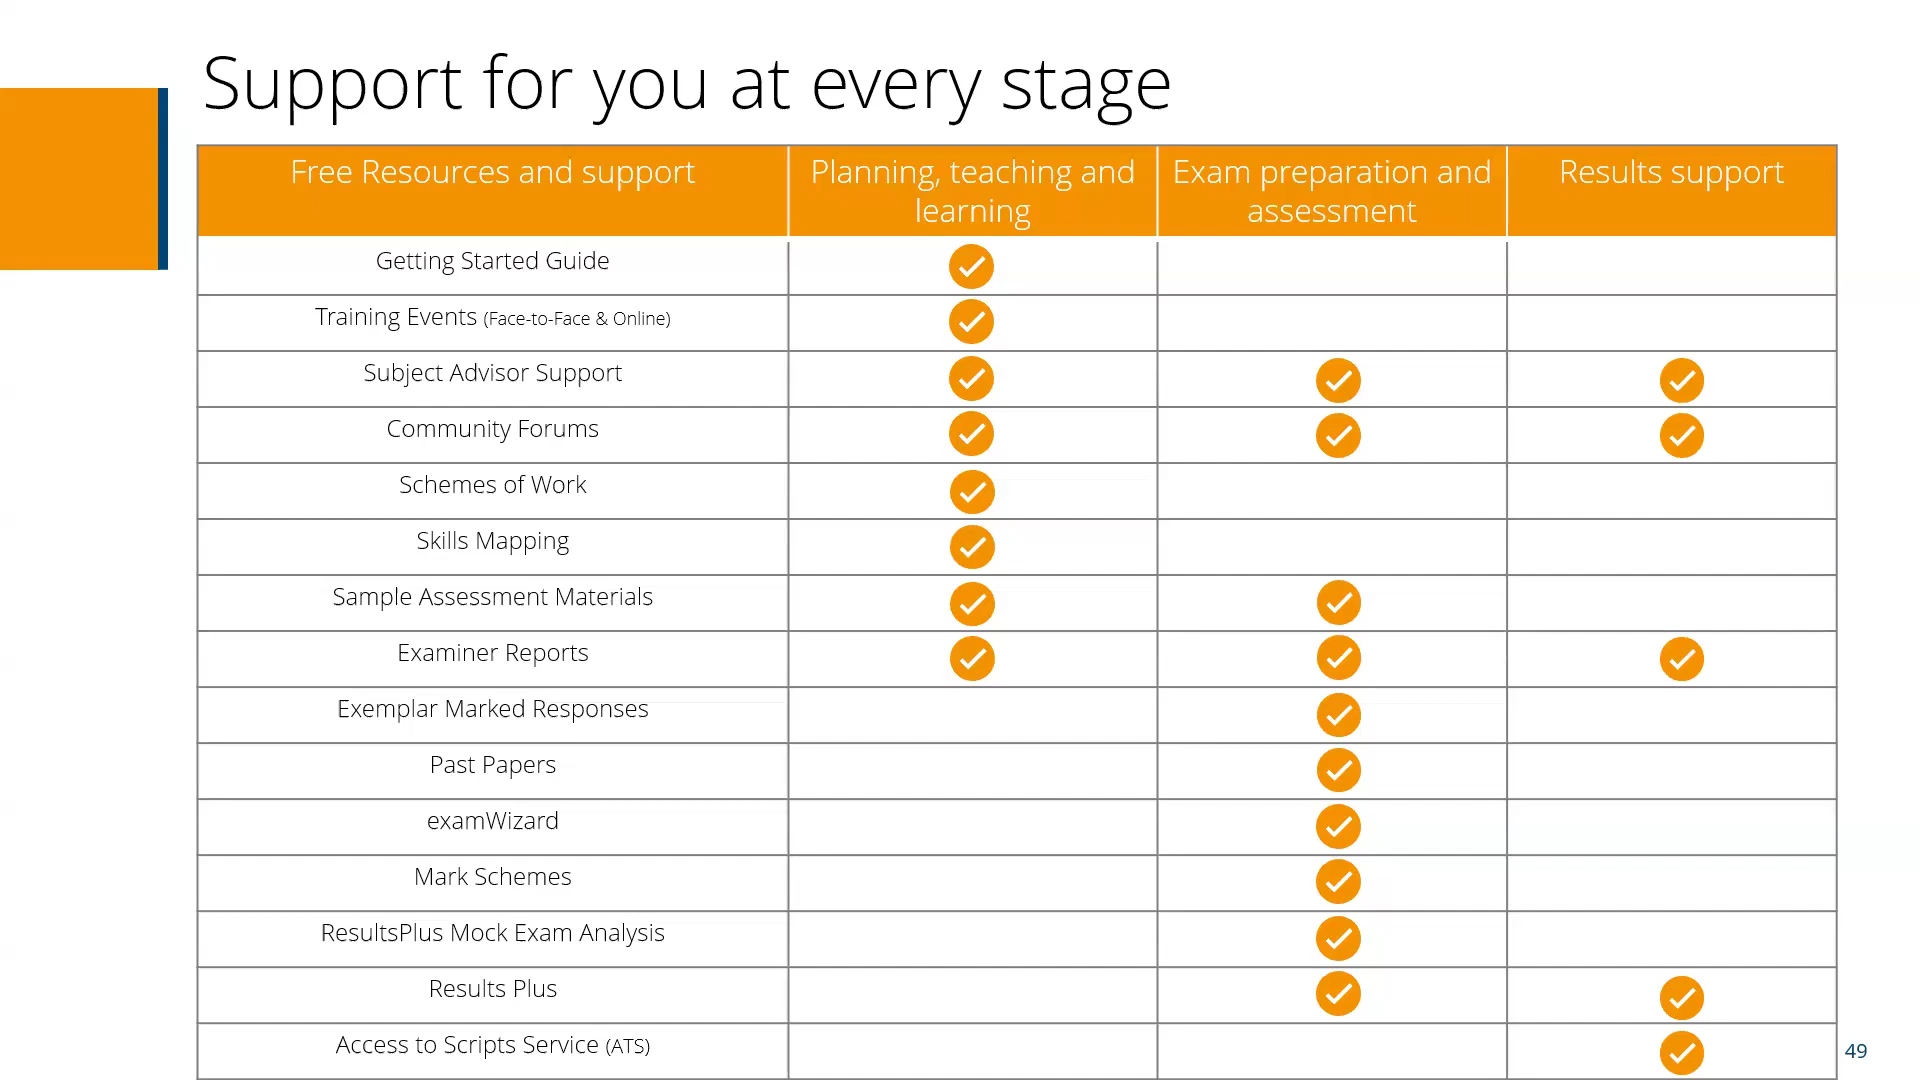 Support for you at every stage
Free Resources and support
Planning, teaching and
learning
Exam preparation and
assessment
Results support
Getting Started Guide
Training Events (Face-to-Face & Online)
Subject Advisor Support
Community Forums
Schemes of Work
Skills Mapping
Sample Assessment Materials
Examiner Reports
Exemplar Marked Responses
Past Papers
examWizard
Mark Schemes
ResultsPlus Mock Exam Analysis
Results Plus
Access to Scripts Service (ATS)
49